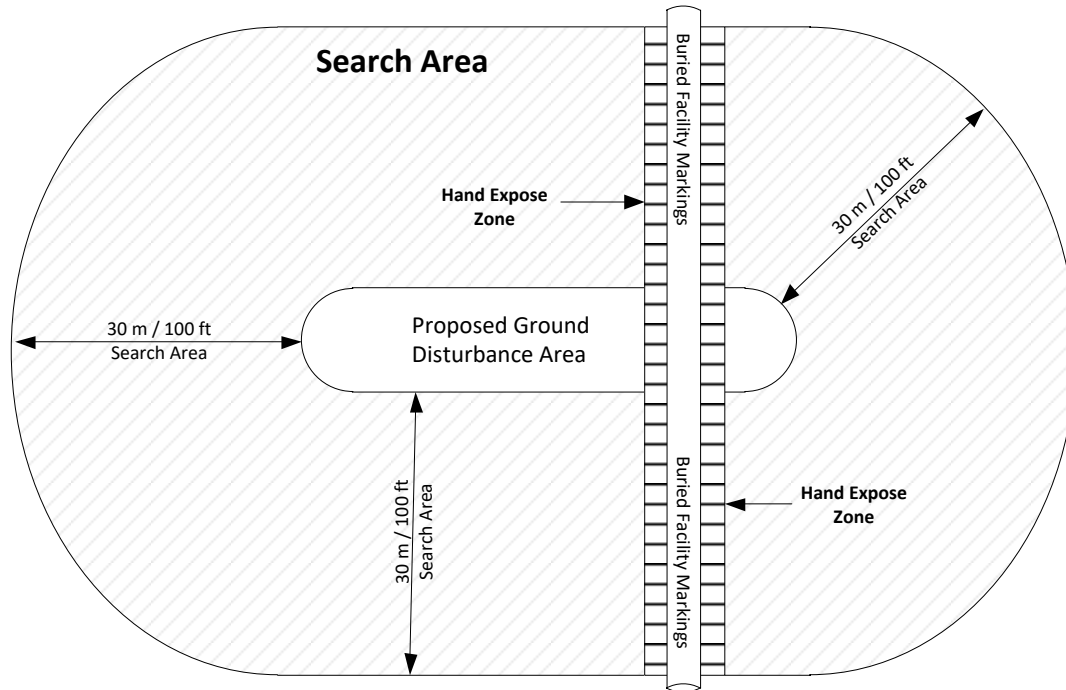 Search Area
Buried Facility Markings
30 m / 100 ft
Search Area
Hand Expose
Zone
30 m / 100 ft
Search Area
Proposed Ground
Disturbance Area
30 m / 100 ft
Search Area
Buried Facility Markings
Hand Expose
Zone